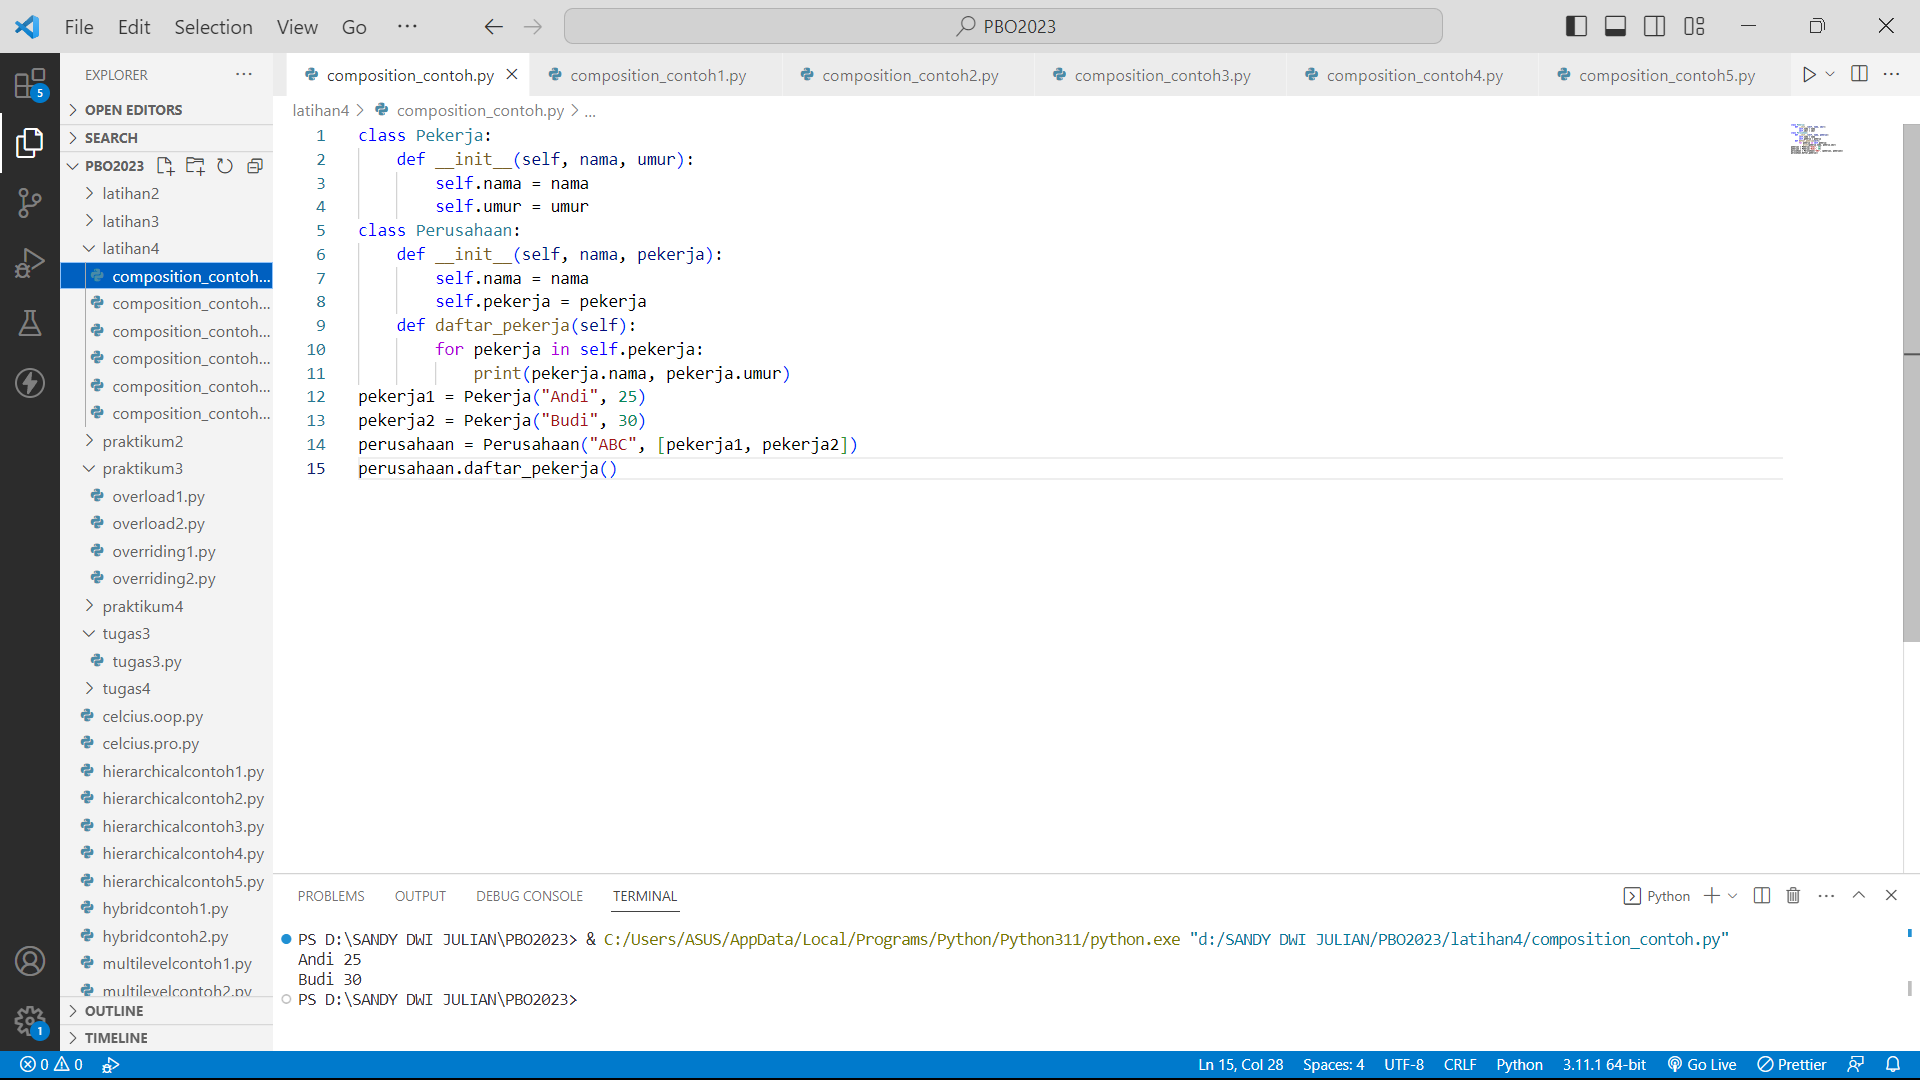 File Edit Selection View Go ··· PBO2023
EXPLORER ···
OPEN EDITORS
SEARCH
PBO2023
latihan2
latihan3
latihan4
composition_contoh...
composition_contoh...
composition_contoh...
composition_contoh...
composition_contoh...
composition_contoh...
praktikum2
praktikum3
overload1.py
overload2.py
overriding1.py
overriding2.py
praktikum4
tugas3
tugas3.py
tugas4
celcius.oop.py
celcius.pro.py
hierarchicalcontoh1.py
hierarchicalcontoh2.py
hierarchicalcontoh3.py
hierarchicalcontoh4.py
hierarchicalcontoh5.py
hybridcontoh1.py
hybridcontoh2.py
multilevelcontoh1.py
multilevelcontoh2.py
OUTLINE
TIMELINE
5
1
composition_contoh.py composition_contoh1.py composition_contoh2.py composition_contoh3.py composition_contoh4.py composition_contoh5.py ···
latihan4 > composition_contoh.py > ...
1 class Pekerja:
2     def __init__(self, nama, umur):
3         self.nama = nama
4         self.umur = umur
5 class Perusahaan:
6     def __init__(self, nama, pekerja):
7         self.nama = nama
8         self.pekerja = pekerja
9     def daftar_pekerja(self):
10         for pekerja in self.pekerja:
11             print(pekerja.nama, pekerja.umur)
12 pekerja1 = Pekerja("Andi", 25)
13 pekerja2 = Pekerja("Budi", 30)
14 perusahaan = Perusahaan("ABC", [pekerja1, pekerja2])
15 perusahaan.daftar_pekerja()
PROBLEMS OUTPUT DEBUG CONSOLE TERMINAL Python ···
PS D:\SANDY DWI JULIAN\PBO2023> & C:/Users/ASUS/AppData/Local/Programs/Python/Python311/python.exe "d:/SANDY DWI JULIAN/PBO2023/latihan4/composition_contoh.py"
Andi 25
Budi 30
PS D:\SANDY DWI JULIAN\PBO2023>
0 0 Ln 15, Col 28 Spaces: 4 UTF-8 CRLF Python 3.11.1 64-bit Go Live Prettier